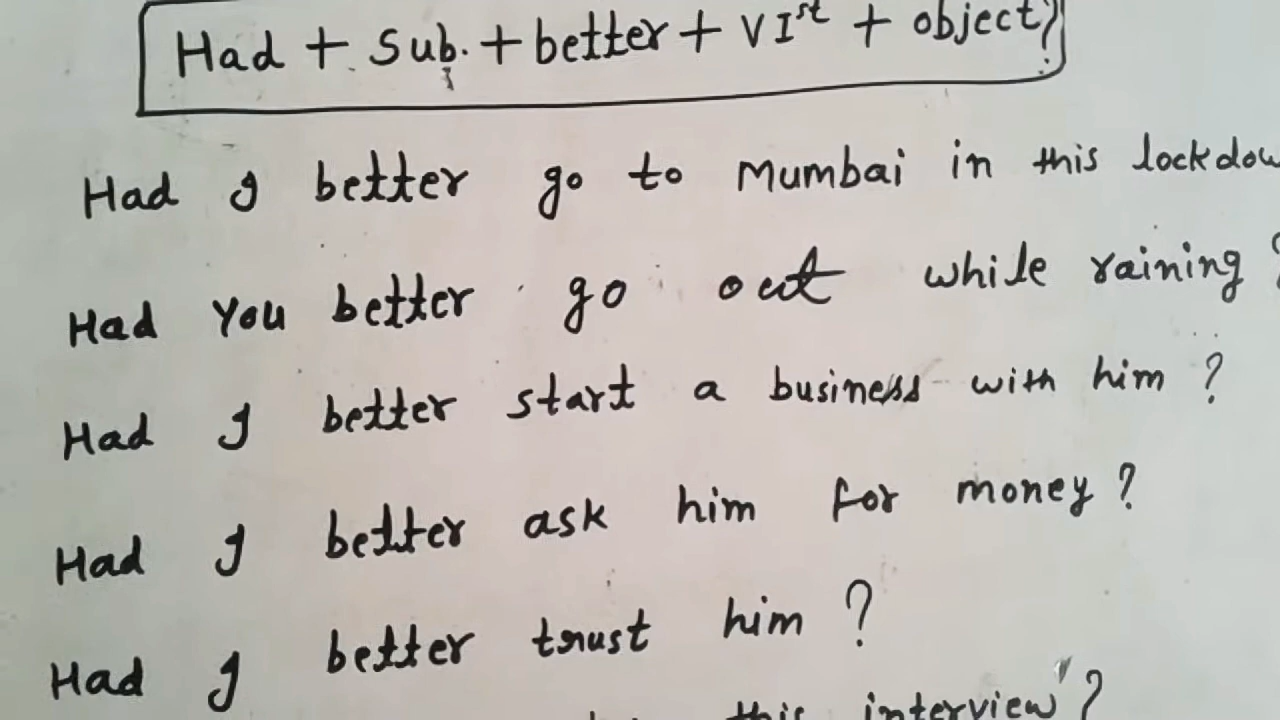 Had + Sub. + better + VIst + object?
Had I better go to Mumbai in this lockdow
Had You better go out while raining?
Had I better start a business with him?
Had I better ask him for money?
Had I better trust him?
this interview?